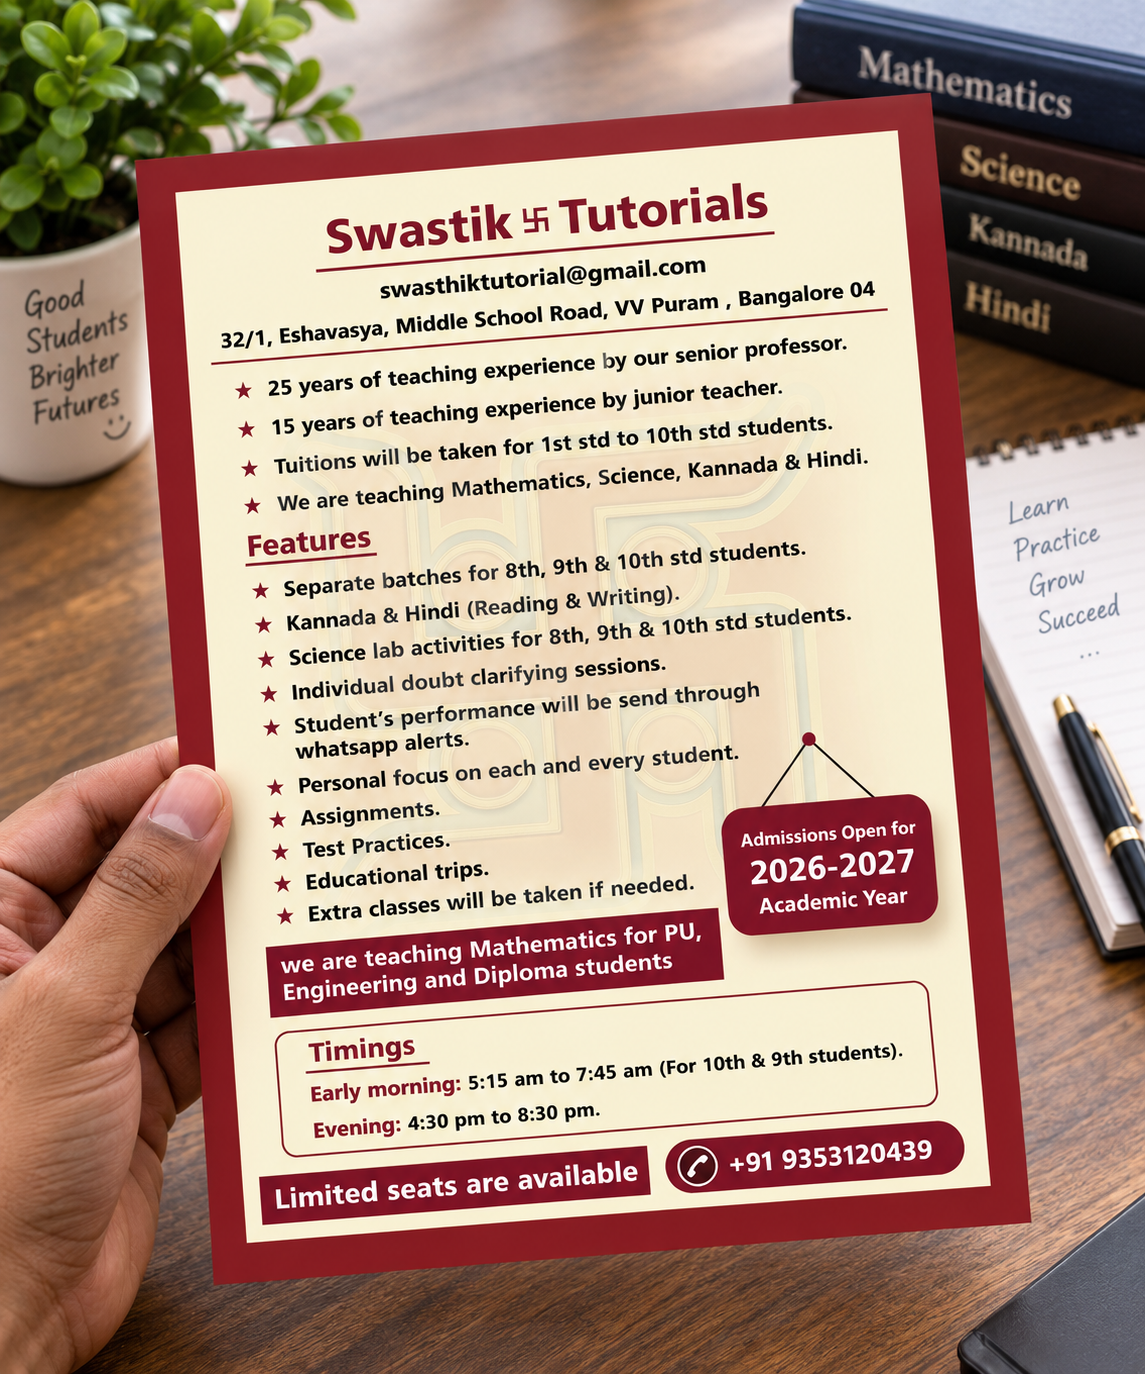 Mathematics
Science
Kannada
Hindi
Good
Students
Brighter
Futures
Learn
Practice
Grow
Succeed
...
Swastik 卐 Tutorials
swasthiktutorial@gmail.com
32/1, Eshavasya, Middle School Road, VV Puram , Bangalore 04
★ 25 years of teaching experience by our senior professor.
★ 15 years of teaching experience by junior teacher.
★ Tuitions will be taken for 1st std to 10th std students.
★ We are teaching Mathematics, Science, Kannada & Hindi.
Features
★ Separate batches for 8th, 9th & 10th std students.
★ Kannada & Hindi (Reading & Writing).
★ Science lab activities for 8th, 9th & 10th std students.
★ Individual doubt clarifying sessions.
★ Student’s performance will be send through
whatsapp alerts.
★ Personal focus on each and every student.
★ Assignments.
★ Test Practices.
★ Educational trips.
★ Extra classes will be taken if needed.
Admissions Open for
2026-2027
Academic Year
we are teaching Mathematics for PU,
Engineering and Diploma students
Timings
Early morning: 5:15 am to 7:45 am (For 10th & 9th students).
Evening: 4:30 pm to 8:30 pm.
Limited seats are available
+91 9353120439